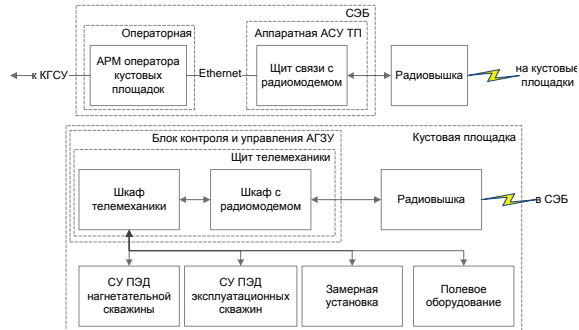 СЭБ
Операторная
Аппаратная АСУ ТП
к КГСУ
АРМ оператора
кустовых
площадок
Ethernet
Щит связи с
радиомодемом
Радиовышка
на кустовые
площадки
Блок контроля и управления АГЗУ
Кустовая площадка
Щит телемеханики
Шкаф
телемеханики
Шкаф с
радиомодемом
Радиовышка
в СЭБ
СУ ПЭД
нагнетательной
скважины
СУ ПЭД
эксплуатационных
скважин
Замерная
установка
Полевое
оборудование